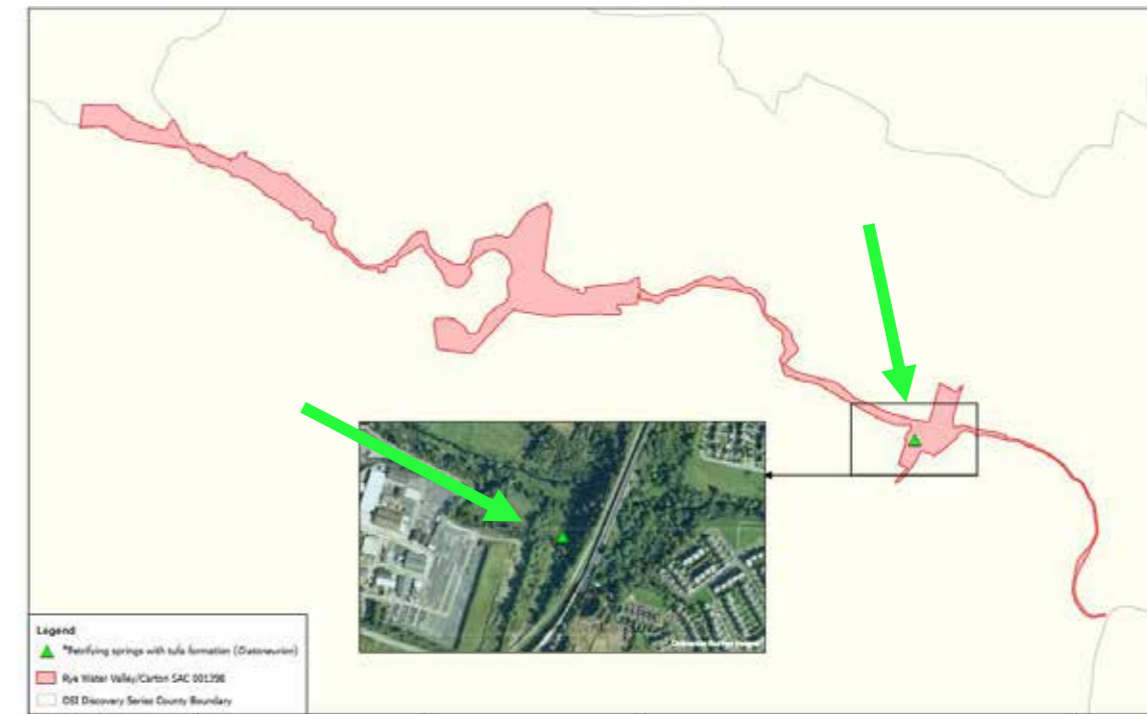 Legend
*Petrifying springs with tufa formation (Cratoneurion)
Rye Water Valley/Carton SAC 001398
OSI Discovery Series County Boundary